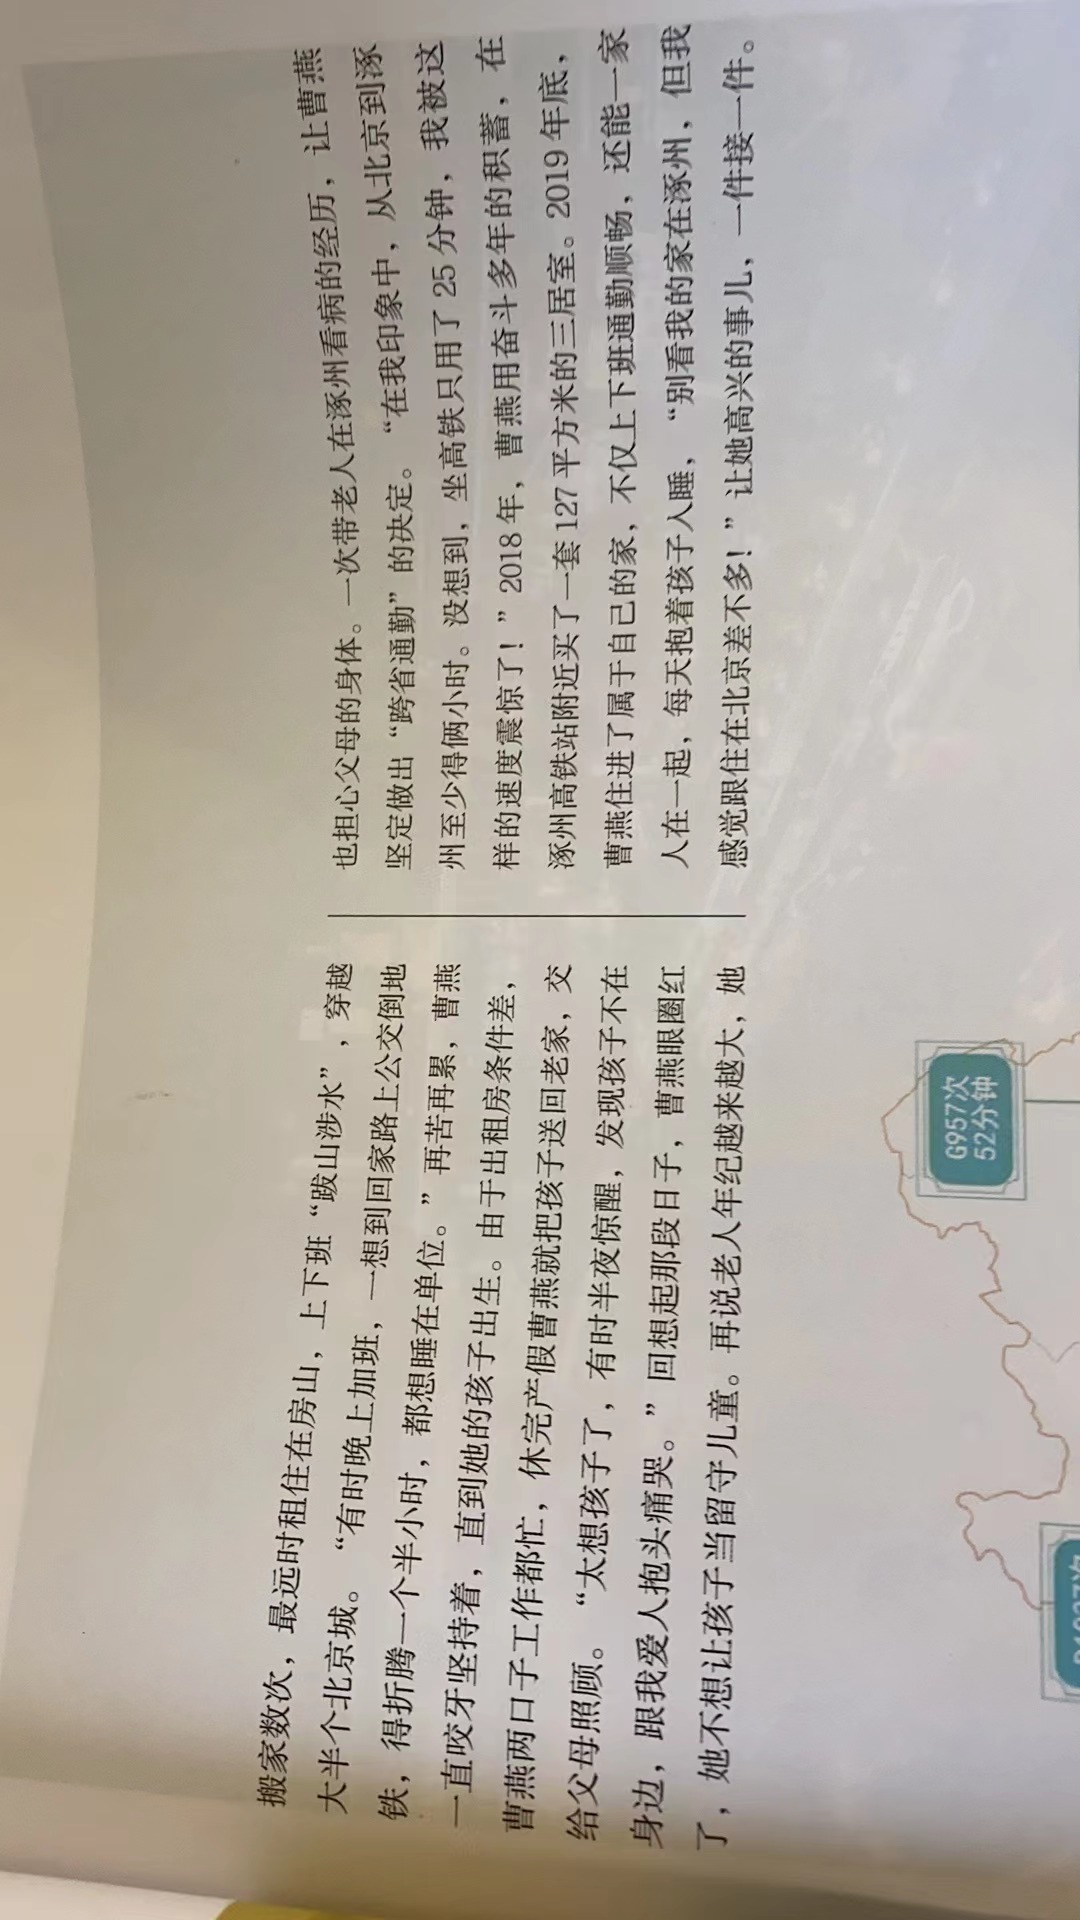 搬家数次，最远时租住在房山，上下班“跋山涉水”，穿越
大半个北京城。“有时晚上加班，一想到回家路上公交倒地
铁，得折腾一个半小时，都想睡在单位。”再苦再累，曹燕
一直咬牙坚持着，直到她的孩子出生。由于出租房条件差，
曹燕两口子工作都忙，休完产假曹燕就把孩子送回老家，交
给父母照顾。“太想孩子了，有时半夜惊醒，发现孩子不在
身边，跟我爱人抱头痛哭。”回想起那段日子，曹燕眼圈红
了，她不想让孩子当留守儿童。再说老人年纪越来越大，她
也担心父母的身体。一次带老人在涿州看病的经历，让曹燕
坚定做出“跨省通勤”的决定。“在我印象中，从北京到涿
州至少得俩小时。没想到，坐高铁只用了25分钟，我被这
样的速度震惊了！”2018年，曹燕用奋斗多年的积蓄，在
涿州高铁站附近买了一套127平方米的三居室。2019年底，
曹燕住进了属于自己的家，不仅上下班通勤顺畅，还能一家
人在一起，每天抱着孩子入睡，“别看我的家在涿州，但我
感觉跟住在北京差不多！”让她高兴的事儿，一件接一件。
G957次
52分钟